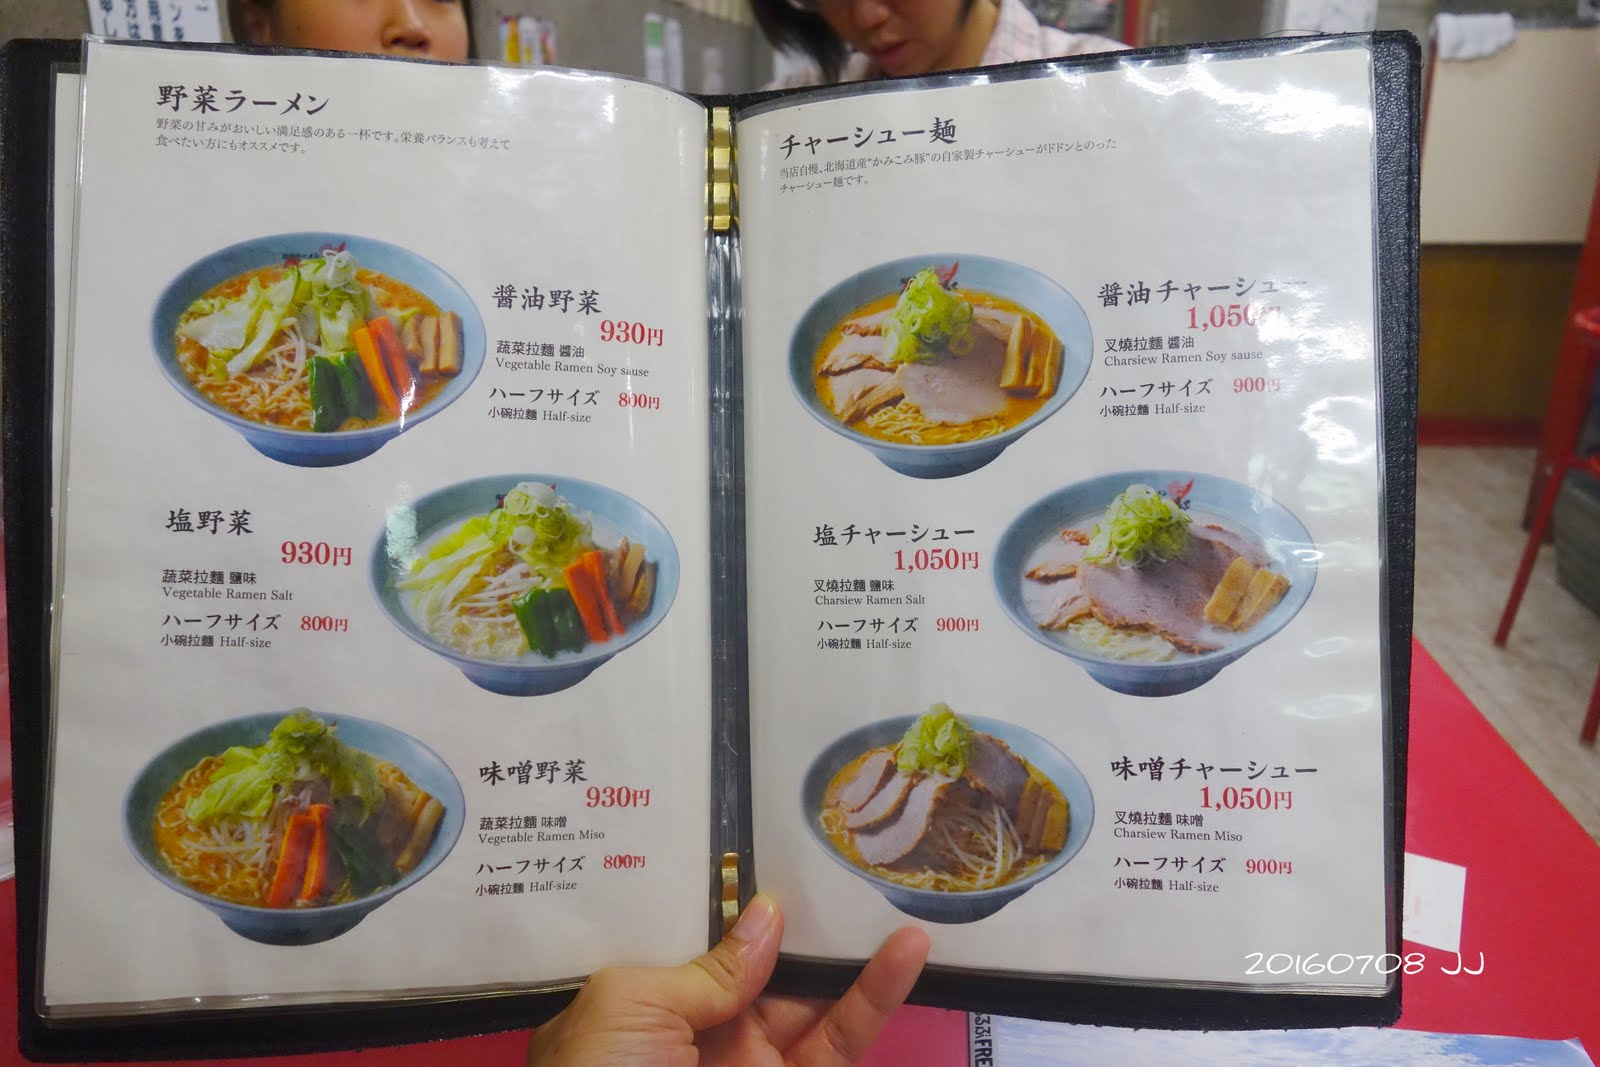 野菜ラーメン
野菜の甘みがおいしい満足感のある一杯です。栄養バランスも考えて
食べたい方にもオススメです。
醤油野菜
930円
蔬菜拉麵 醬油
Vegetable Ramen Soy sause
ハーフサイズ 800円
小碗拉麵 Half-size
塩野菜
930円
蔬菜拉麵 鹽味
Vegetable Ramen Salt
ハーフサイズ 800円
小碗拉麵 Half-size
味噌野菜
930円
蔬菜拉麵 味噌
Vegetable Ramen Miso
ハーフサイズ 800円
小碗拉麵 Half-size
チャーシュー麺
当店自慢、北海道産"かみこみ豚"の自家製チャーシューがドドンとのった
チャーシュー麺です。
醤油チャーシュー
1,050円
叉燒拉麵 醬油
Charsiew Ramen Soy sause
ハーフサイズ 900円
小碗拉麵 Half-size
塩チャーシュー
1,050円
叉燒拉麵 鹽味
Charsiew Ramen Salt
ハーフサイズ 900円
小碗拉麵 Half-size
味噌チャーシュー
1,050円
叉燒拉麵 味噌
Charsiew Ramen Miso
ハーフサイズ 900円
小碗拉麵 Half-size
20160708 JJ